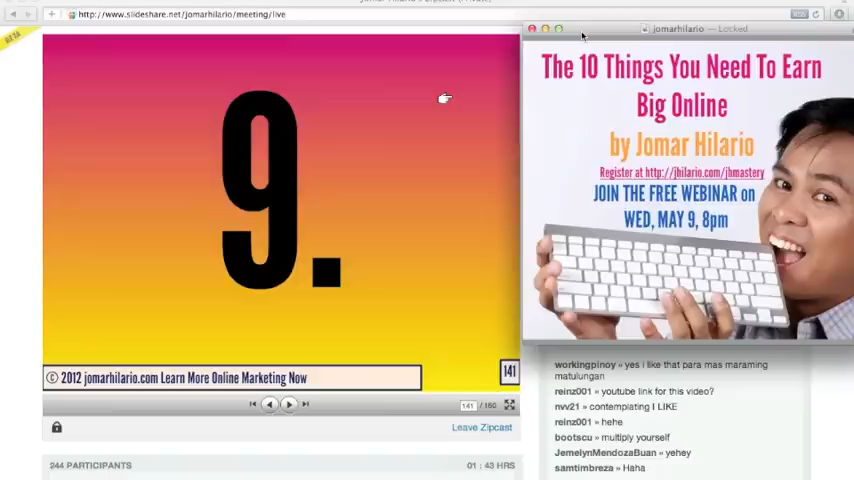 http://www.slideshare.net/jomarhilario/meeting/live
RSS
BETA
9.
© 2012 jomarhilario.com Learn More Online Marketing Now
141
141 / 160
Leave Zipcast
244 PARTICIPANTS
01 : 43 HRS
jomarhilario — Locked
The 10 Things You Need To Earn
Big Online
by Jomar Hilario
Register at http://jhilario.com/jhmastery
JOIN THE FREE WEBINAR on
WED, MAY 9, 8pm
workingpinoy » yes i like that para mas maraming
matulungan
reinz001 » youtube link for this video?
nvv21 » contemplating I LIKE
reinz001 » hehe
bootscu » multiply yourself
JemelynMendozaBuan » yehey
samtimbreza » Haha